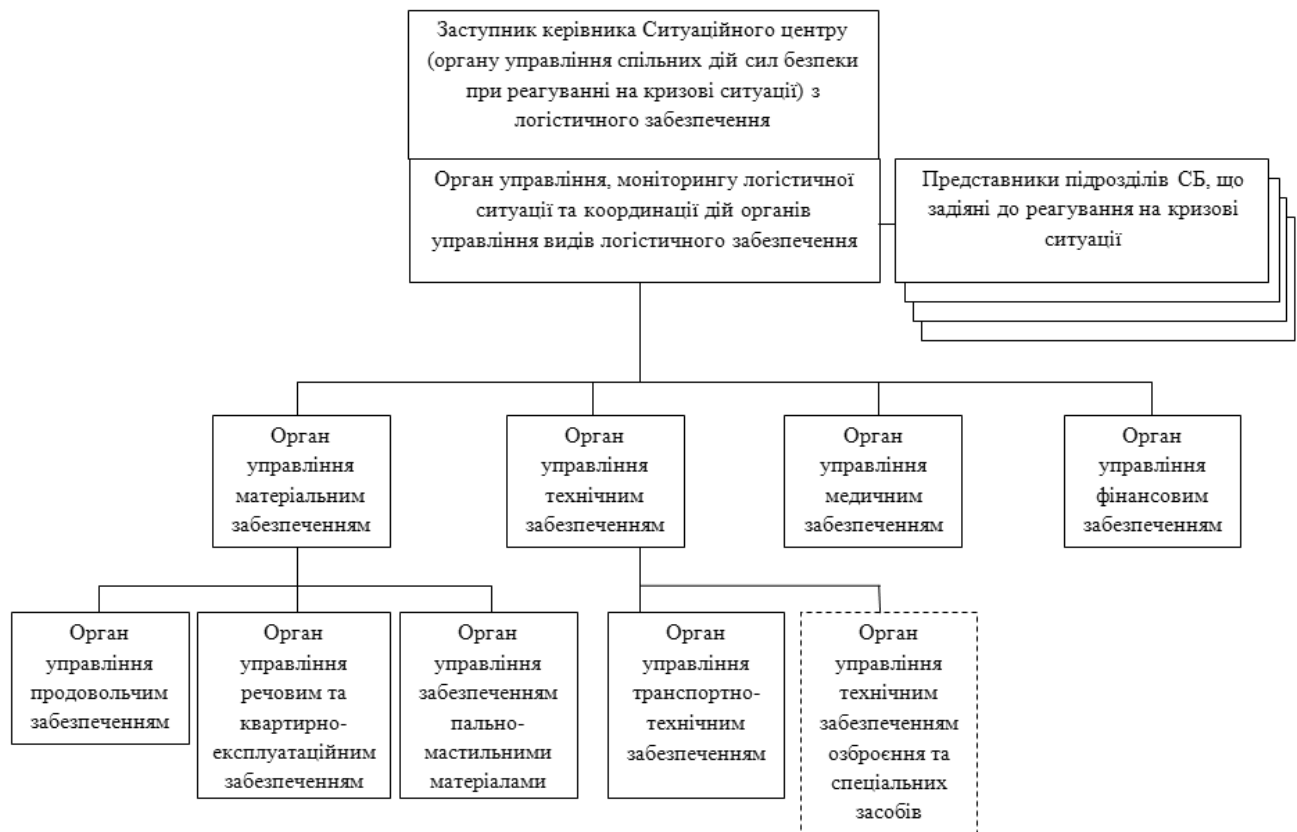 Заступник керівника Ситуаційного центру
(органу управління спільних дій сил безпеки
при реагуванні на кризові ситуації) з
логістичного забезпечення
Орган управління, моніторингу логістичної
ситуації та координації дій органів
управління видів логістичного забезпечення
Представники підрозділів СБ, що
задіяні до реагування на кризові
ситуації
Орган
управління
матеріальним
забезпеченням
Орган
управління
технічним
забезпеченням
Орган
управління
медичним
забезпеченням
Орган
управління
фінансовим
забезпеченням
Орган
управління
продовольчим
забезпеченням
Орган
управління
речовим та
квартирно-
експлуатаційним
забезпеченням
Орган
управління
забезпеченням
пально-
мастильними
матеріалами
Орган
управління
транспортно-
технічним
забезпеченням
Орган
управління
технічним
забезпеченням
озброєння та
спеціальних
засобів